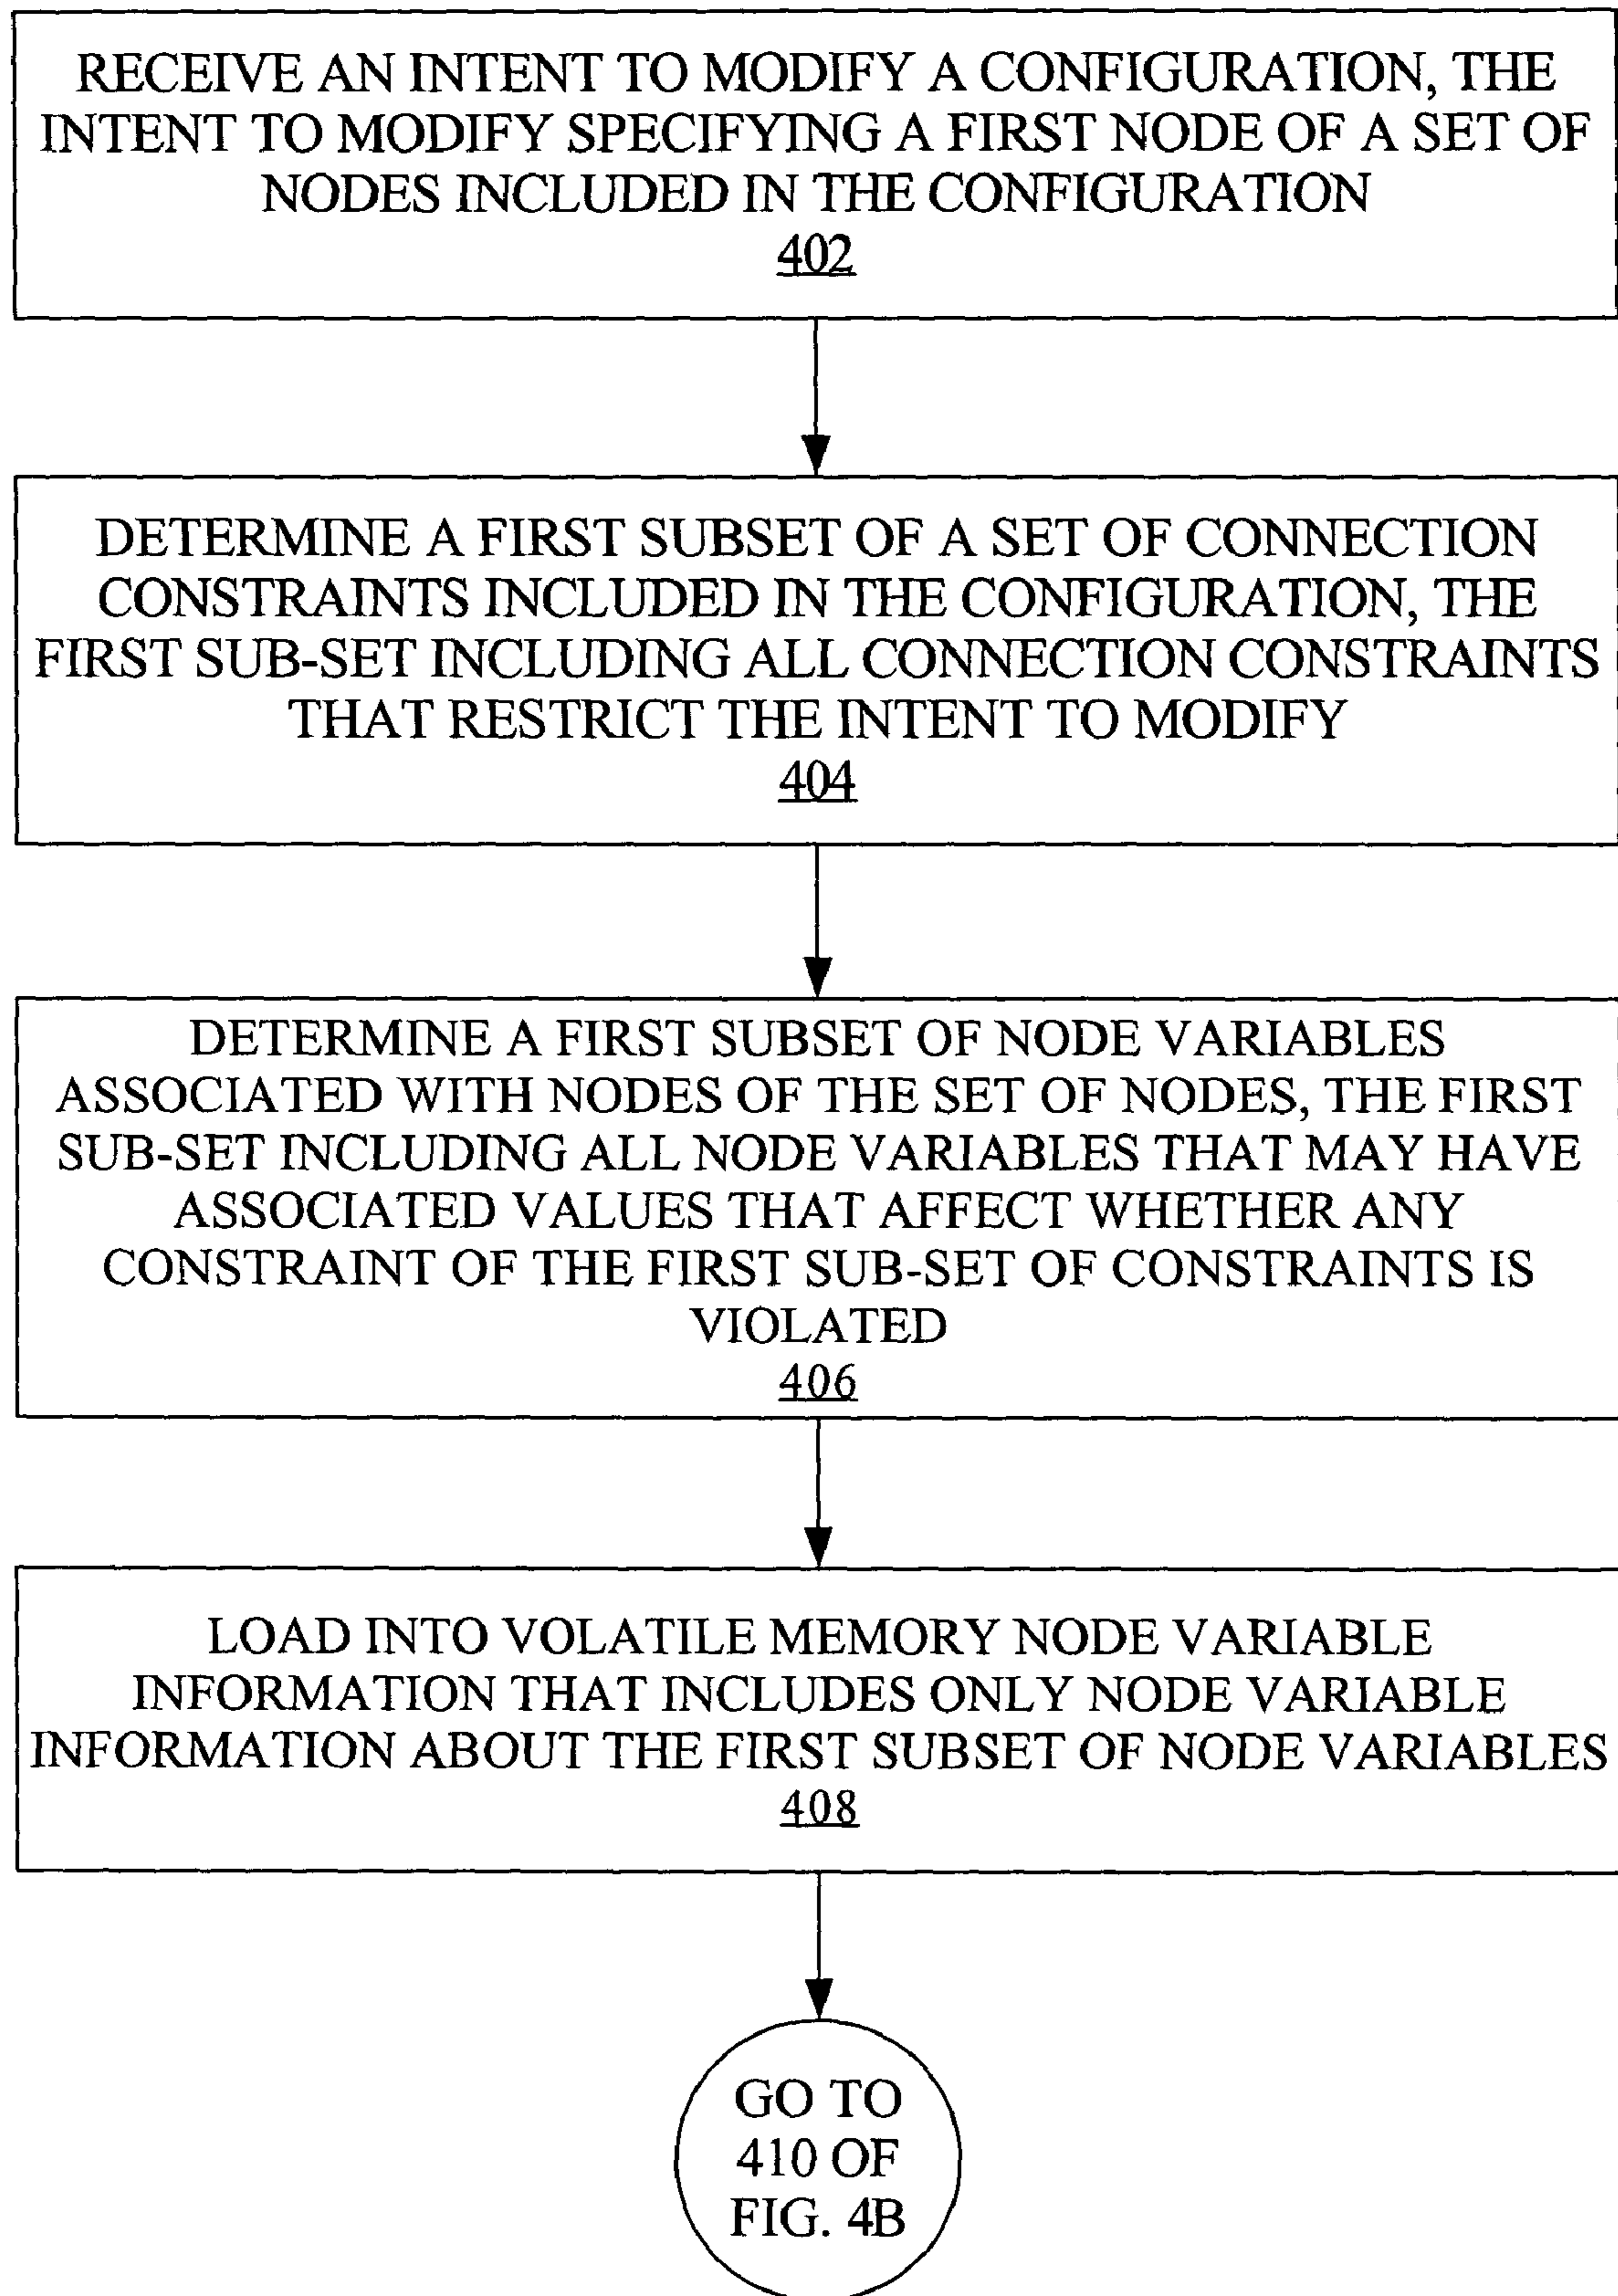 RECEIVE AN INTENT TO MODIFY A CONFIGURATION, THE
INTENT TO MODIFY SPECIFYING A FIRST NODE OF A SET OF
NODES INCLUDED IN THE CONFIGURATION
402
DETERMINE A FIRST SUBSET OF A SET OF CONNECTION
CONSTRAINTS INCLUDED IN THE CONFIGURATION, THE
FIRST SUB-SET INCLUDING ALL CONNECTION CONSTRAINTS
THAT RESTRICT THE INTENT TO MODIFY
404
DETERMINE A FIRST SUBSET OF NODE VARIABLES
ASSOCIATED WITH NODES OF THE SET OF NODES, THE FIRST
SUB-SET INCLUDING ALL NODE VARIABLES THAT MAY HAVE
ASSOCIATED VALUES THAT AFFECT WHETHER ANY
CONSTRAINT OF THE FIRST SUB-SET OF CONSTRAINTS IS
VIOLATED
406
LOAD INTO VOLATILE MEMORY NODE VARIABLE
INFORMATION THAT INCLUDES ONLY NODE VARIABLE
INFORMATION ABOUT THE FIRST SUBSET OF NODE VARIABLES
408
GO TO
410 OF
FIG. 4B